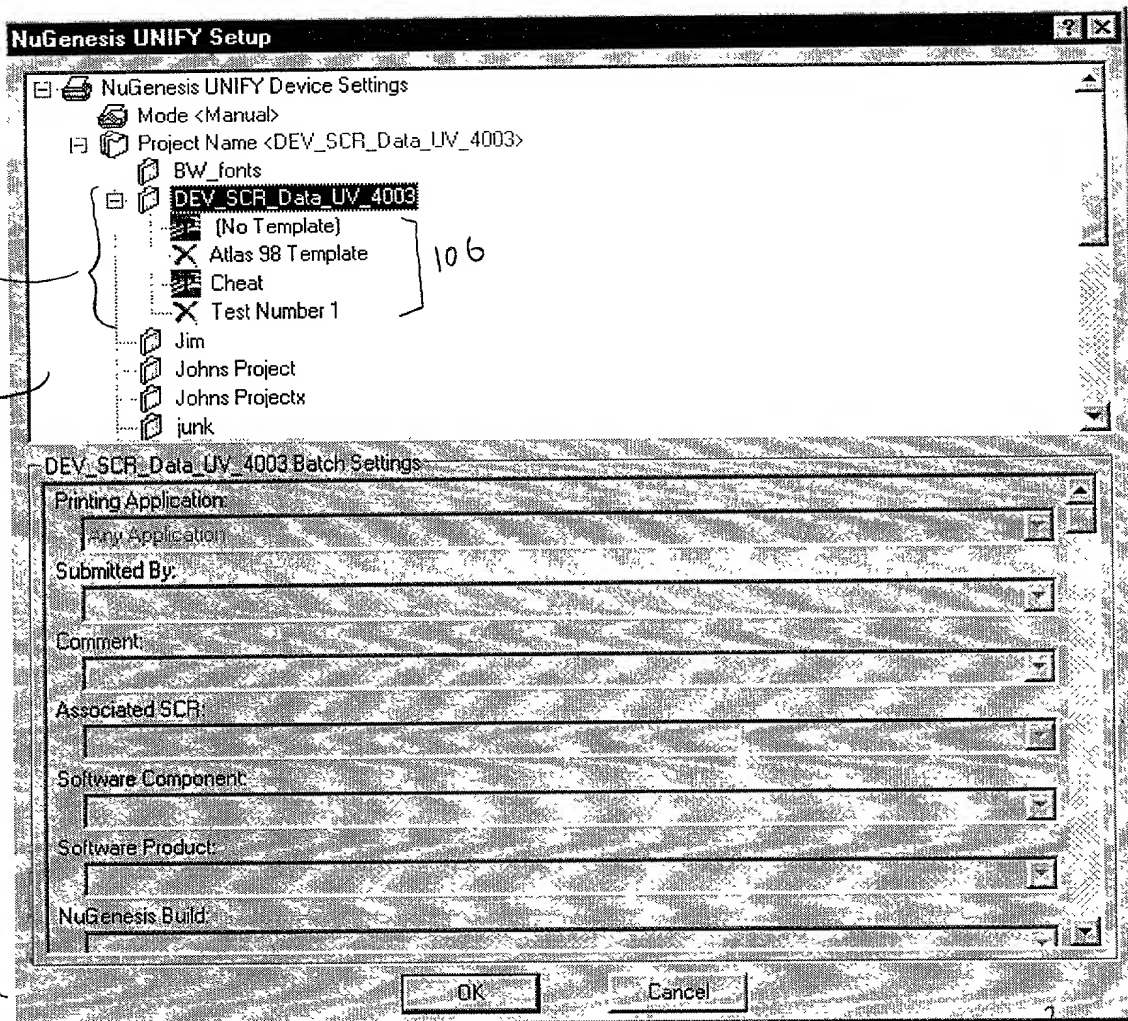 NuGenesis UNIFY Setup
NuGenesis UNIFY Device Settings
Mode <Manual>
Project Name <DEV_SCR_Data_UV_4003>
BW_fonts
DEV_SCR_Data_UV_4003
(No Template)
Atlas 98 Template
106
Cheat
Test Number 1
Jim
Johns Project
Johns Projectx
junk
DEV_SCR_Data_UV_4003 Batch Settings
Printing Application:
Any Application
Submitted By:
Comment:
Associated SCR:
Software Component:
Software Product:
NuGenesis Build:
OK Cancel